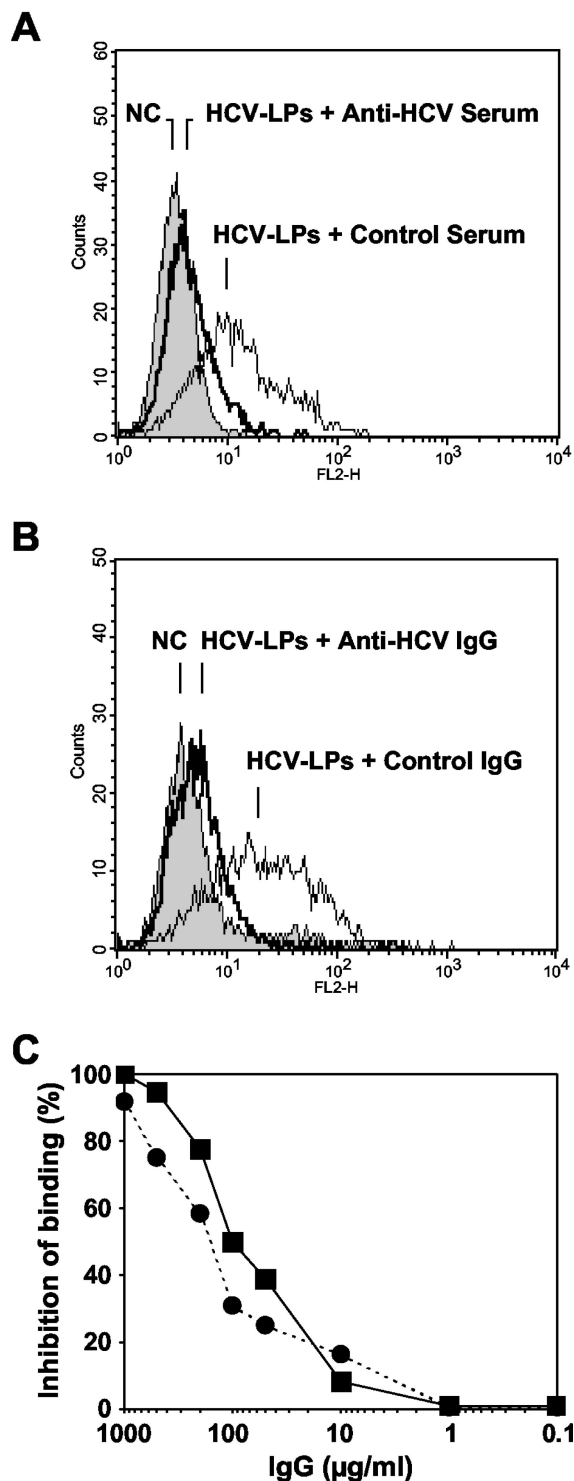 A
60
50
40
30
20
10
0
Counts
NC
HCV-LPs + Anti-HCV Serum
HCV-LPs + Control Serum
10⁰ 10¹ 10² 10³ 10⁴
FL2-H
B
50
40
30
20
10
0
Counts
NC HCV-LPs + Anti-HCV IgG
HCV-LPs + Control IgG
10⁰ 10¹ 10² 10³ 10⁴
FL2-H
C
100
80
60
40
20
0
Inhibition of binding (%)
1000 100 10 1 0.1
IgG (µg/ml)